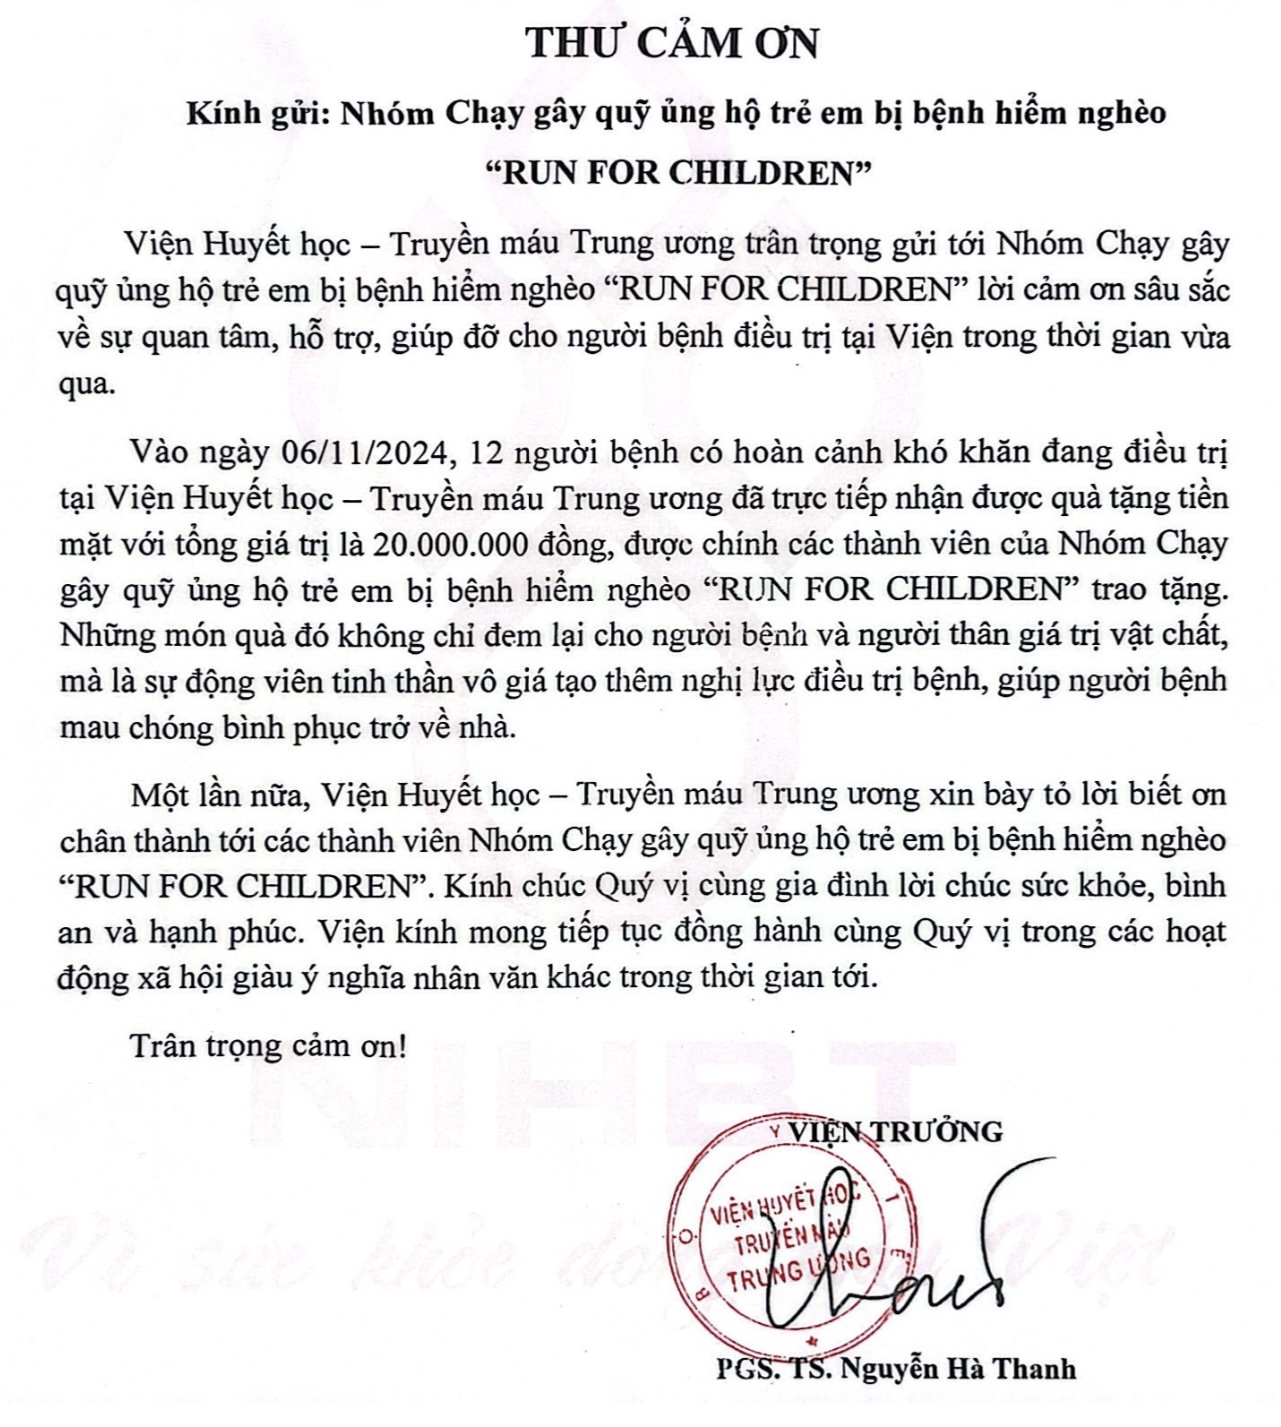 THƯ CẢM ƠN
Kính gửi: Nhóm Chạy gây quỹ ủng hộ trẻ em bị bệnh hiểm nghèo
“RUN FOR CHILDREN”
Viện Huyết học – Truyền máu Trung ương trân trọng gửi tới Nhóm Chạy gây
quỹ ủng hộ trẻ em bị bệnh hiểm nghèo “RUN FOR CHILDREN” lời cảm ơn sâu sắc
về sự quan tâm, hỗ trợ, giúp đỡ cho người bệnh điều trị tại Viện trong thời gian vừa
qua.
Vào ngày 06/11/2024, 12 người bệnh có hoàn cảnh khó khăn đang điều trị
tại Viện Huyết học – Truyền máu Trung ương đã trực tiếp nhận được quà tặng tiền
mặt với tổng giá trị là 20.000.000 đồng, được chính các thành viên của Nhóm Chạy
gây quỹ ủng hộ trẻ em bị bệnh hiểm nghèo “RUN FOR CHILDREN” trao tặng.
Những món quà đó không chỉ đem lại cho người bệnh và người thân giá trị vật chất,
mà là sự động viên tinh thần vô giá tạo thêm nghị lực điều trị bệnh, giúp người bệnh
mau chóng bình phục trở về nhà.
Một lần nữa, Viện Huyết học – Truyền máu Trung ương xin bày tỏ lời biết ơn
chân thành tới các thành viên Nhóm Chạy gây quỹ ủng hộ trẻ em bị bệnh hiểm nghèo
“RUN FOR CHILDREN”. Kính chúc Quý vị cùng gia đình lời chúc sức khỏe, bình
an và hạnh phúc. Viện kính mong tiếp tục đồng hành cùng Quý vị trong các hoạt
động xã hội giàu ý nghĩa nhân văn khác trong thời gian tới.
Trân trọng cảm ơn!
NIHBT
VIỆN TRƯỞNG
BỘ Y TẾ
VIỆN HUYẾT HỌC
TRUYỀN MÁU
TRUNG ƯƠNG
Vì sức khỏe dòng máu Việt
PGS. TS. Nguyễn Hà Thanh